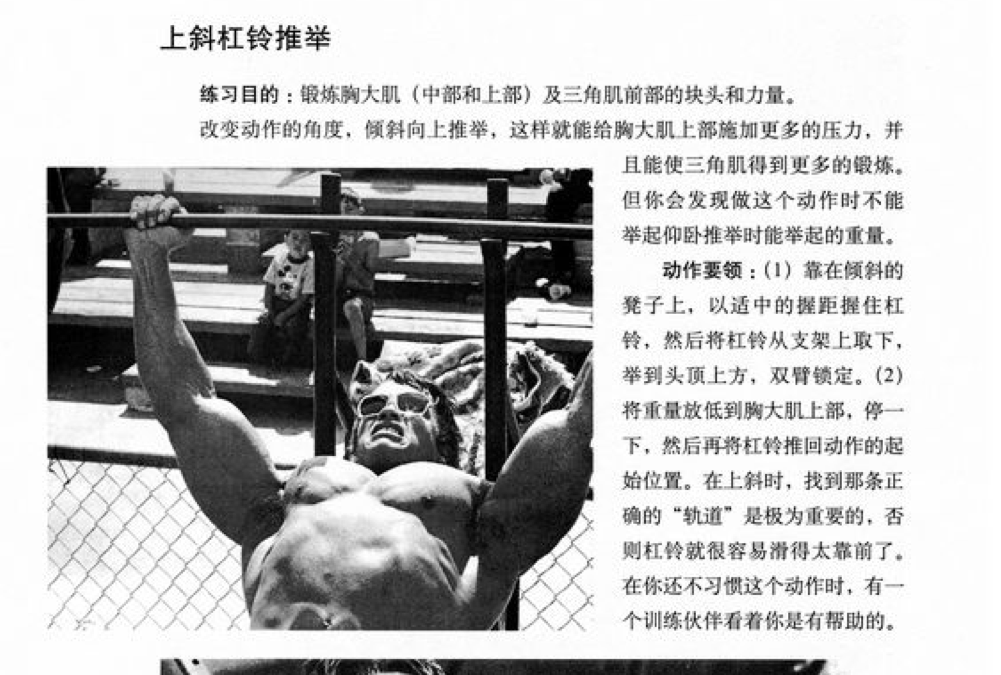 上斜杠铃推举
练习目的：锻炼胸大肌（中部和上部）及三角肌前部的块头和力量。
改变动作的角度，倾斜向上推举，这样就能给胸大肌上部施加更多的压力，并
且能使三角肌得到更多的锻炼。
但你会发现做这个动作时不能
举起仰卧推举时能举起的重量。
动作要领：（1）靠在倾斜的
凳子上，以适中的握距握住杠
铃，然后将杠铃从支架上取下，
举到头顶上方，双臂锁定。（2）
将重量放低到胸大肌上部，停一
下，然后再将杠铃推回动作的起
始位置。在上斜时，找到那条正
确的“轨道”是极为重要的，否
则杠铃就很容易滑得太靠前了。
在你还不习惯这个动作时，有一
个训练伙伴看着你是有帮助的。